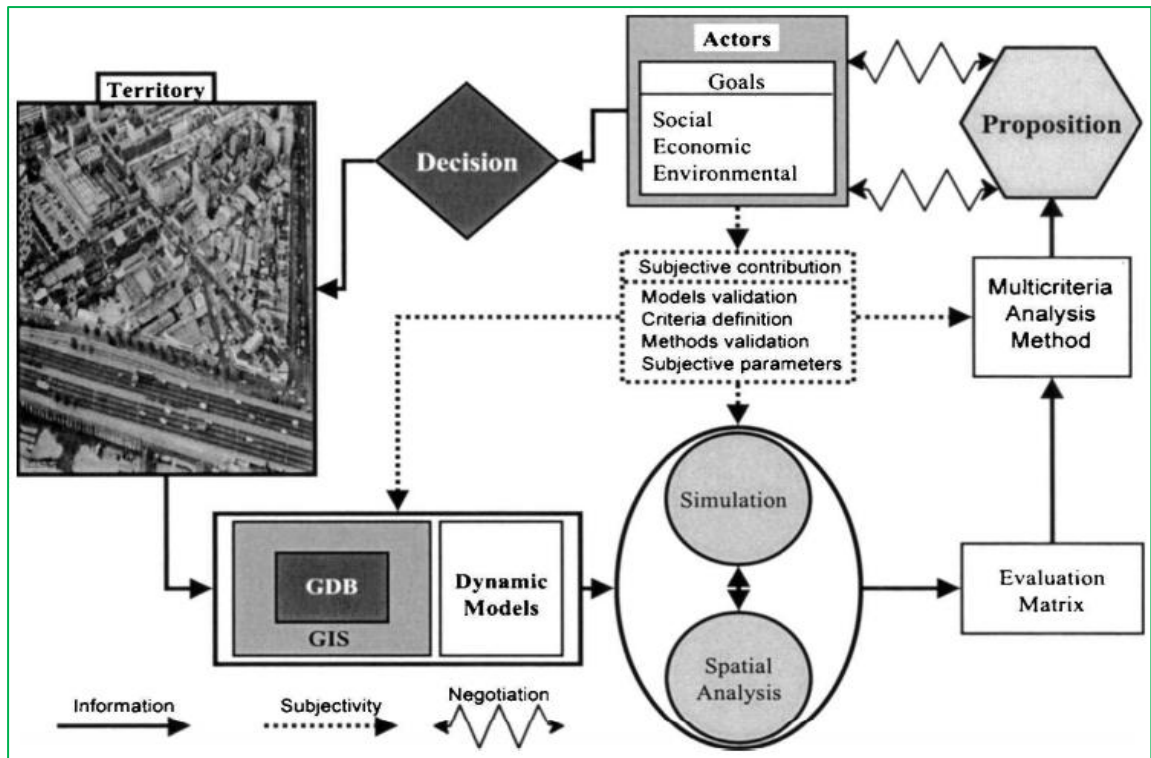 Actors
Goals
Social
Economic
Environmental
Territory
Decision
Proposition
Subjective contribution
Models validation
Criteria definition
Methods validation
Subjective parameters
Multicriteria
Analysis
Method
Simulation
Spatial
Analysis
GDB
GIS
Dynamic
Models
Evaluation
Matrix
Information
Subjectivity
Negotiation